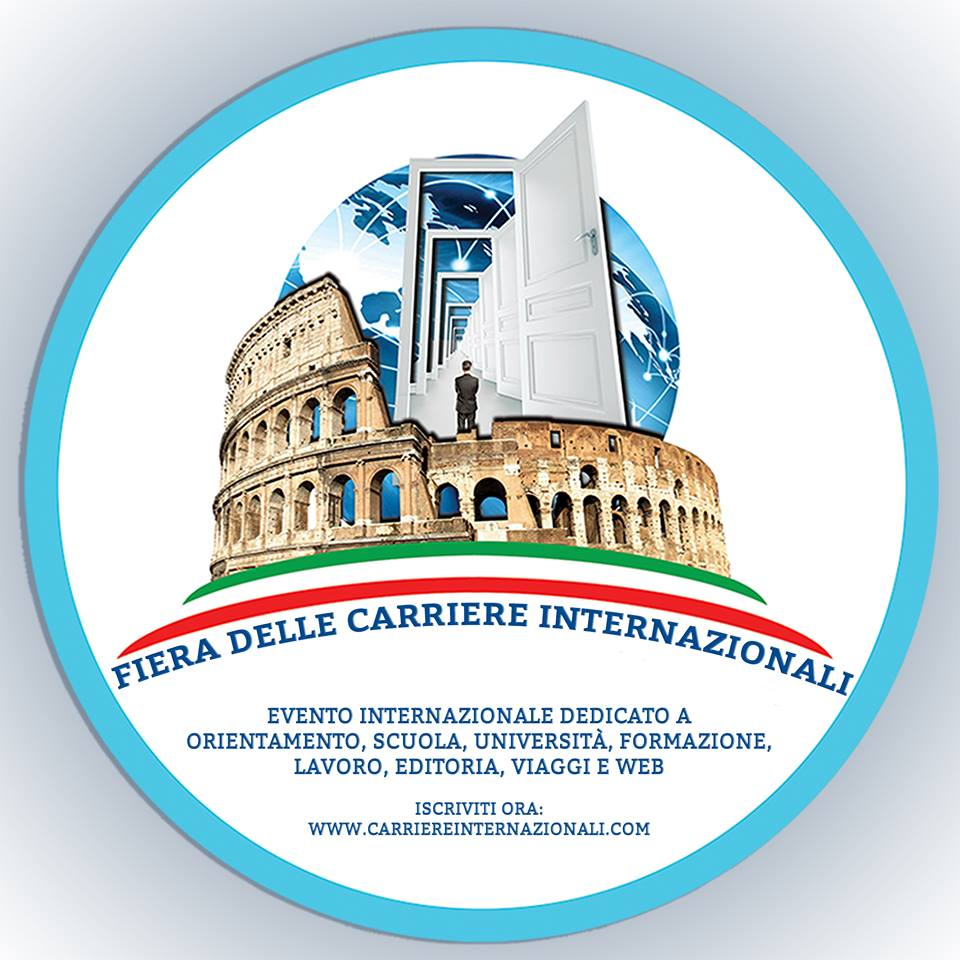 FIERA DELLE CARRIERE INTERNAZIONALI
EVENTO INTERNAZIONALE DEDICATO A
ORIENTAMENTO, SCUOLA, UNIVERSITÀ, FORMAZIONE,
LAVORO, EDITORIA, VIAGGI E WEB
ISCRIVITI ORA:
WWW.CARRIEREINTERNAZIONALI.COM